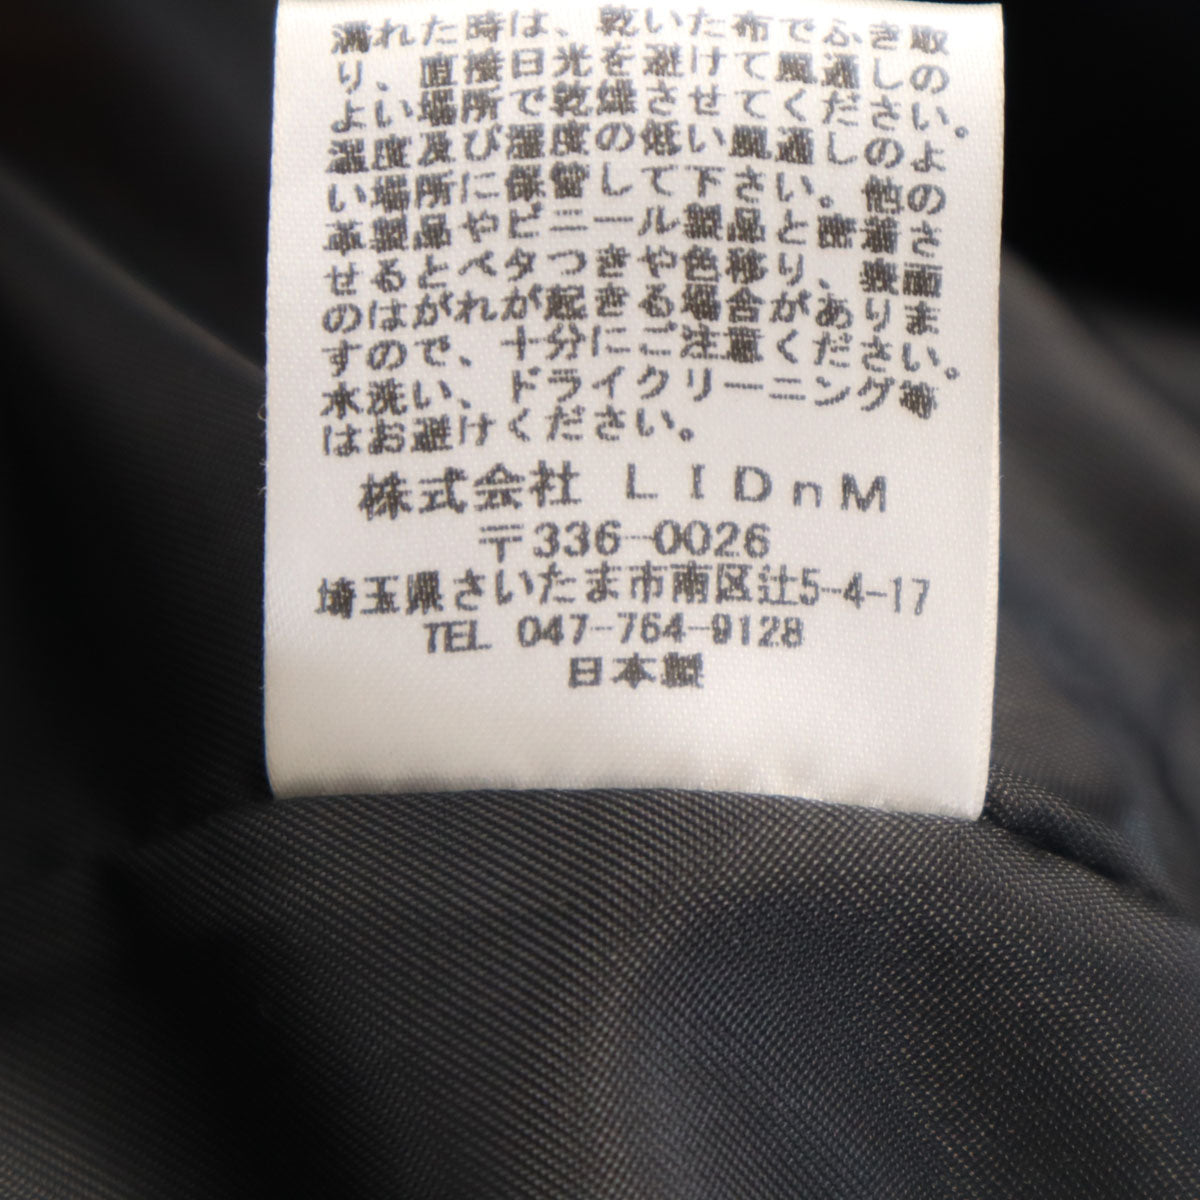 濡れた時は、乾いた布でふき取
り、直接日光を避けて風通しの
よい場所で乾燥させて下さい。
温度及び湿度の低い風通しのよ
い場所に保管して下さい。他の
革製品やビニール製品と密着さ
せるとベタつきや色移り、表面
のはがれが起きる場合がありま
すので、十分にご注意ください。
水洗い、ドライクリーニング等
はお避けください。
株式会社 LIDnM
〒336-0026
埼玉県さいたま市南区辻5-4-17
TEL 047-764-9128
日本製